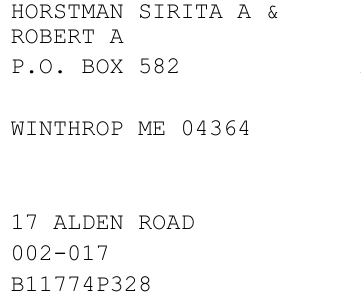 HORSTMAN SIRITA A &
ROBERT A
P.O. BOX 582
WINTHROP ME 04364
17 ALDEN ROAD
002-017
B11774P328